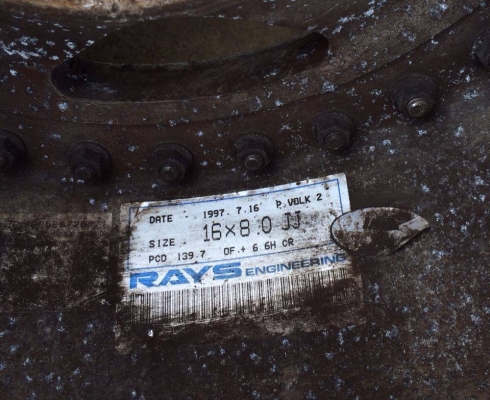 DATE . 1997. 7.16 P.VOLK 2
SIZE . 16×8.0 JJ
PCD 139.7 OF.+ 6 6H CR
RAYS ENGINEERING